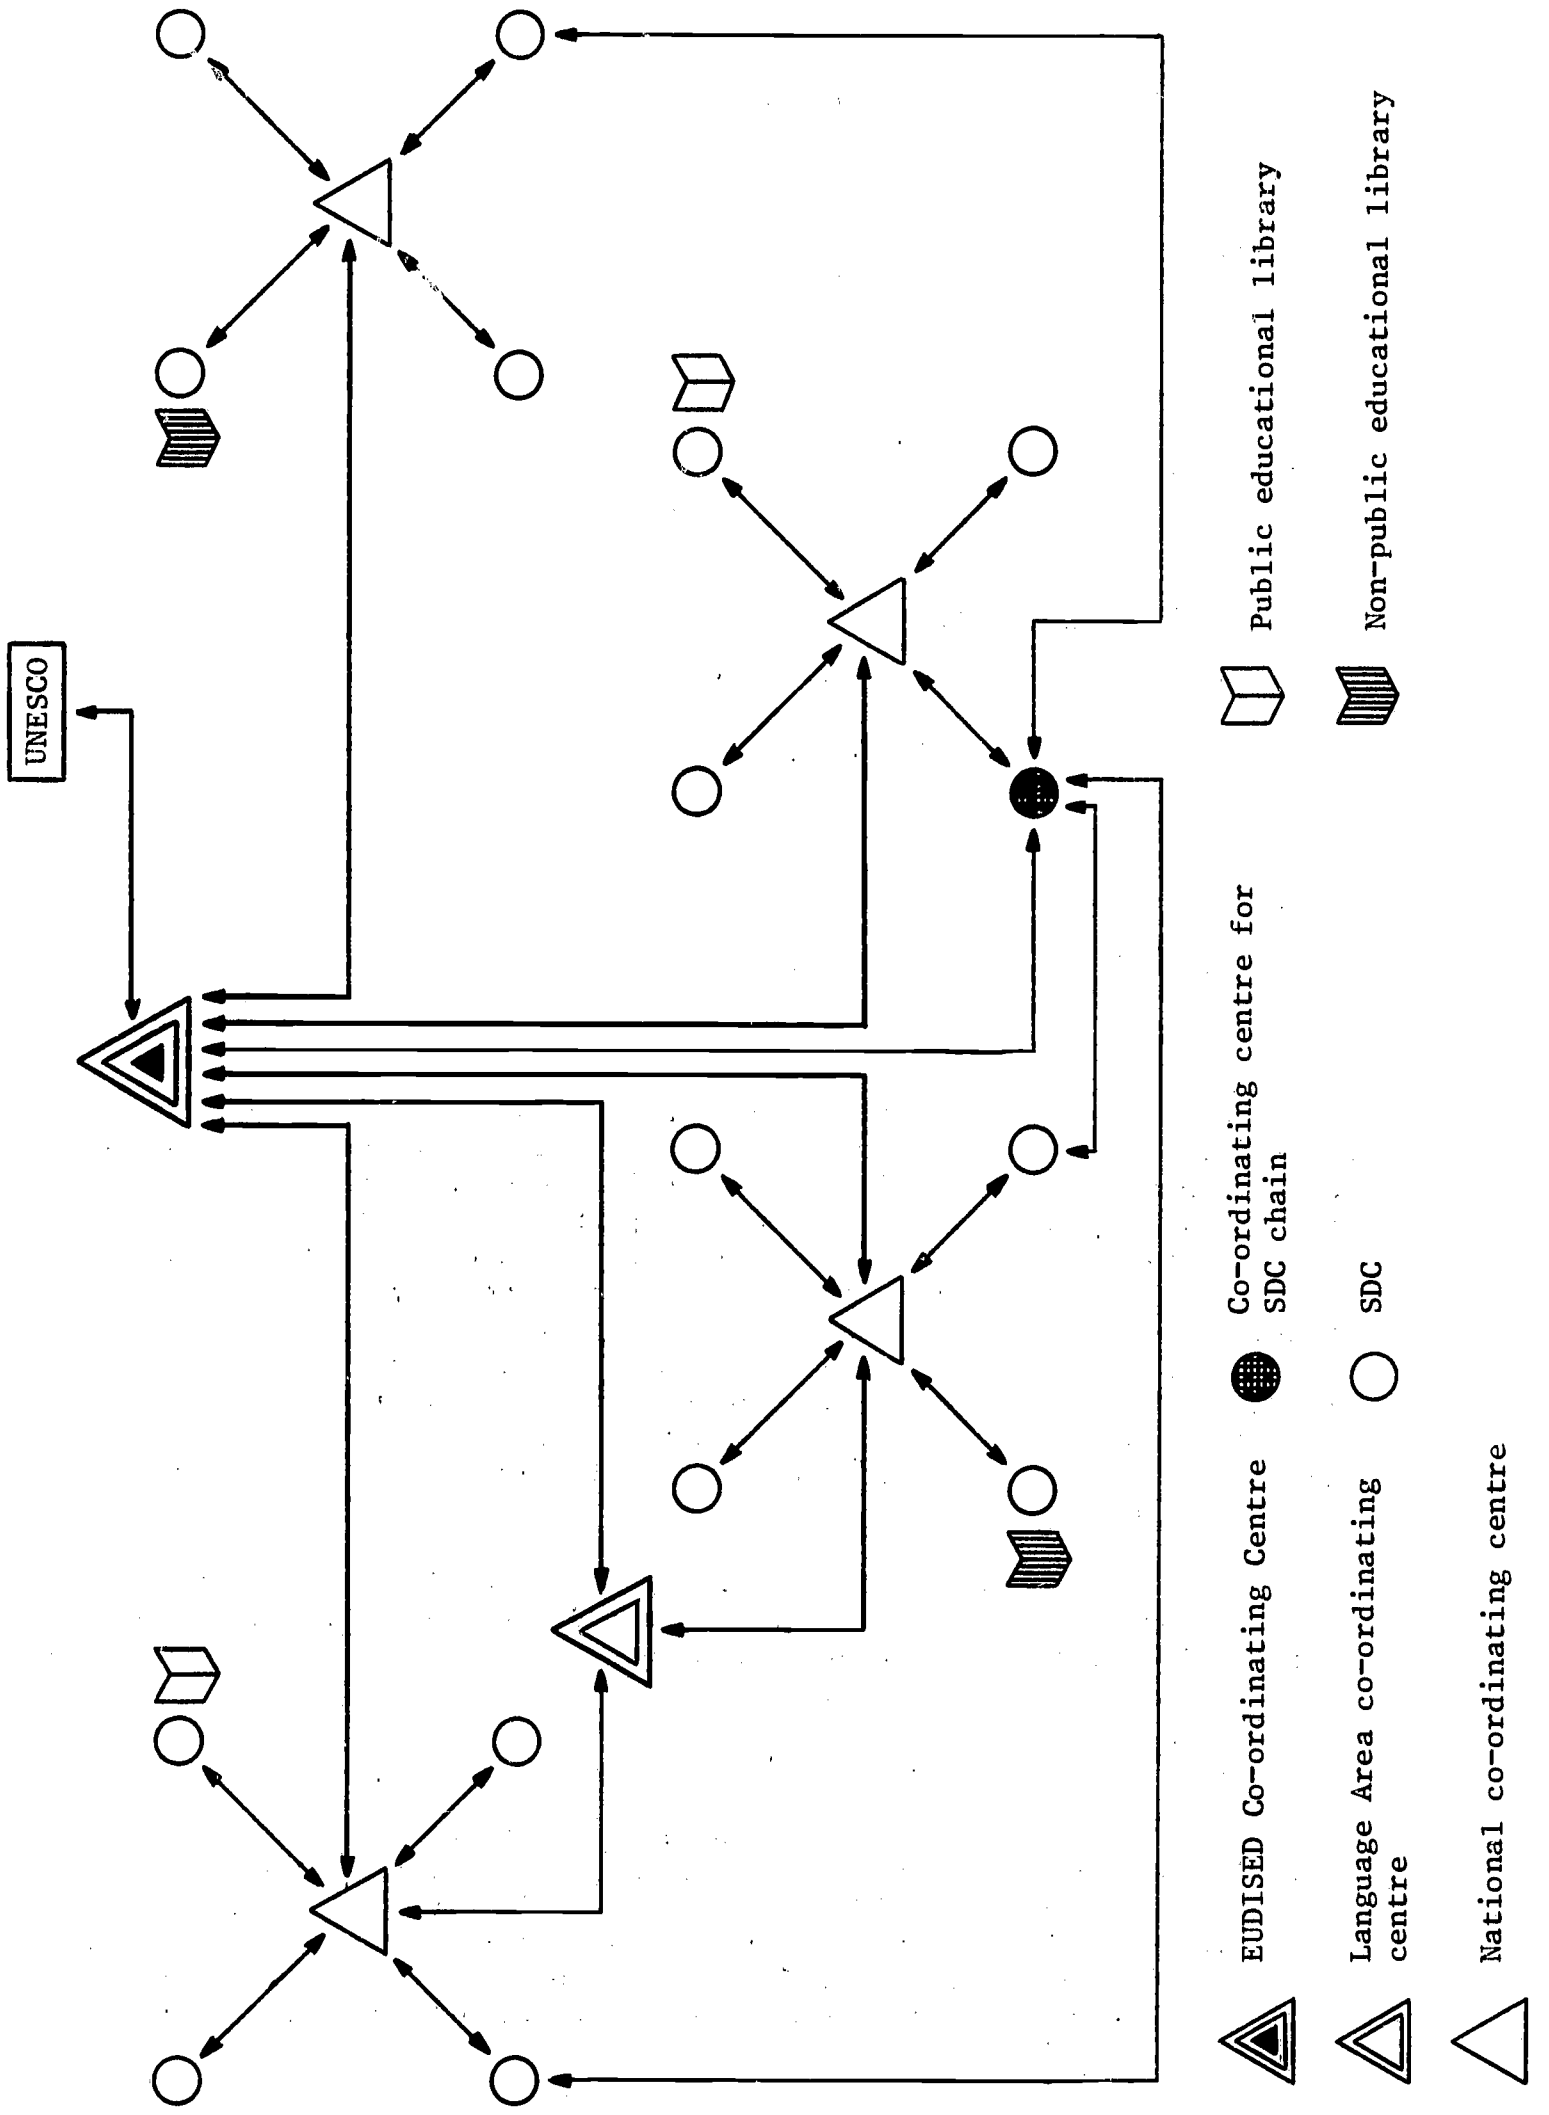 UNESCO
EUDISED Co-ordinating Centre
Language Area co-ordinating
centre
National co-ordinating centre
Co-ordinating centre for
SDC chain
SDC
Public educational library
Non-public educational library